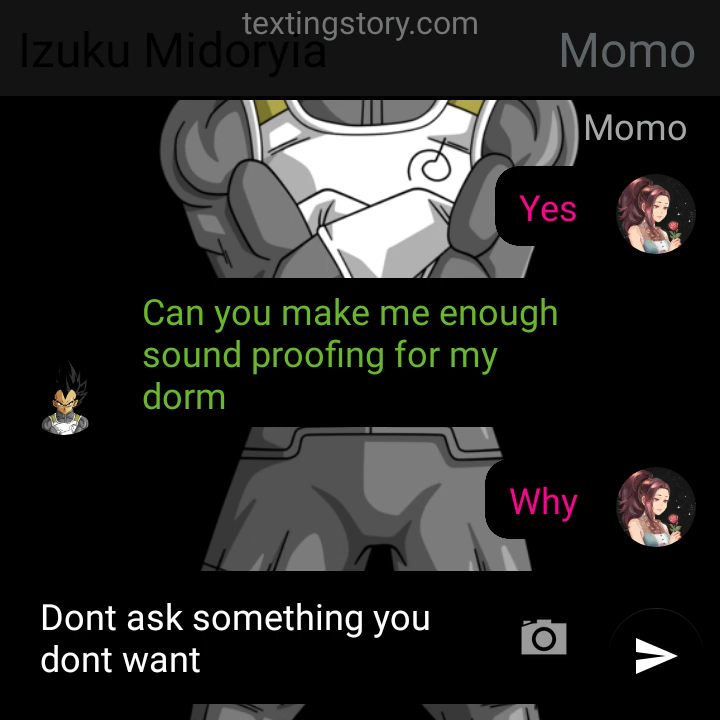 textingstory.com
Izuku Midoryia
Momo
Momo
Yes
Can you make me enough
sound proofing for my
dorm
Why
Dont ask something you
dont want